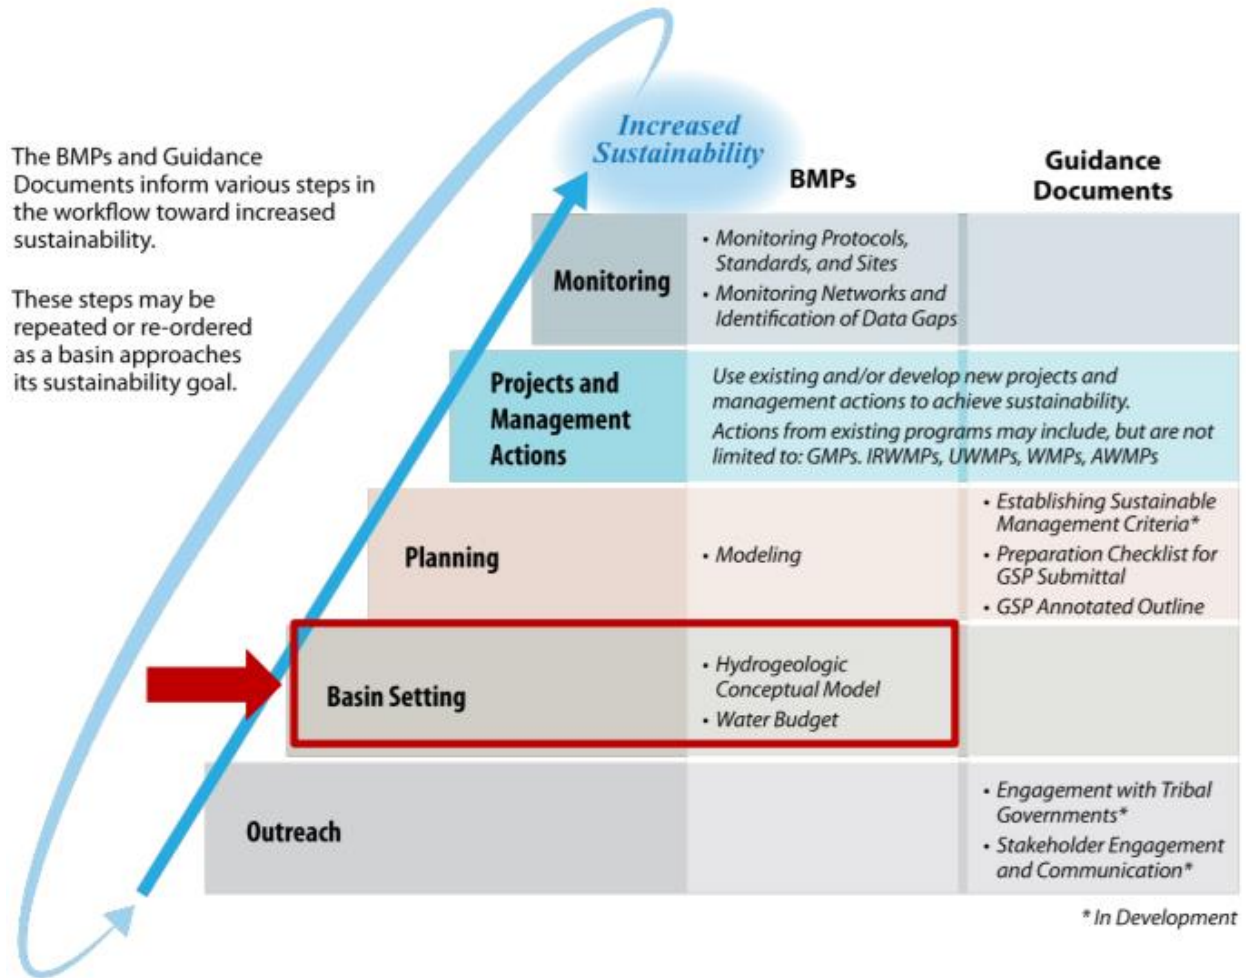 The BMPs and Guidance
Documents inform various steps in
the workflow toward increased
sustainability.
These steps may be
repeated or re-ordered
as a basin approaches
its sustainability goal.
Increased
Sustainability
BMPs
Guidance
Documents
Monitoring
• Monitoring Protocols,
Standards, and Sites
• Monitoring Networks and
Identification of Data Gaps
Projects and
Management
Actions
Use existing and/or develop new projects and
management actions to achieve sustainability.
Actions from existing programs may include, but are not
limited to: GMPs. IRWMPs, UWMPs, WMPs, AWMPs
Planning
• Modeling
• Establishing Sustainable
Management Criteria*
• Preparation Checklist for
GSP Submittal
• GSP Annotated Outline
Basin Setting
• Hydrogeologic
Conceptual Model
• Water Budget
Outreach
• Engagement with Tribal
Governments*
• Stakeholder Engagement
and Communication*
* In Development